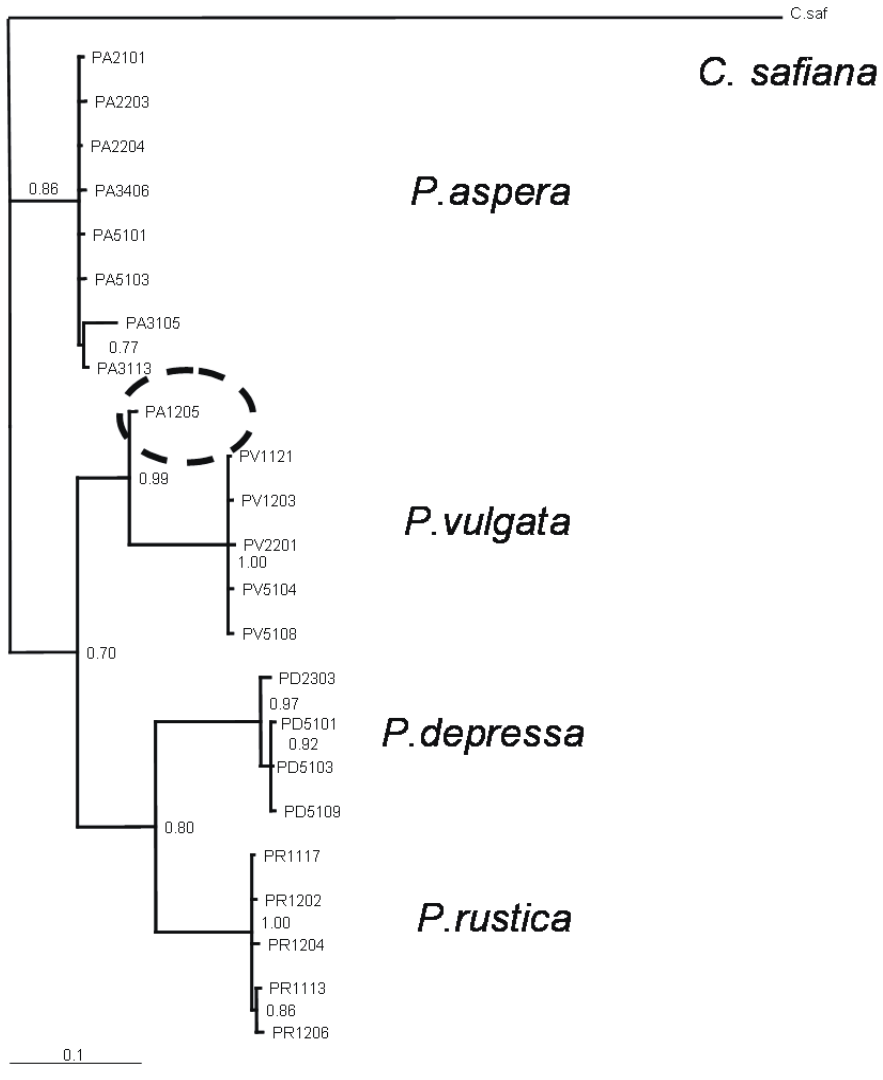 C.saf
C. safiana
PA2101
PA2203
PA2204
P.aspera
0.86
PA3406
PA5101
PA5103
PA3105
0.77
PA3113
PA1205
PV1121
0.99
PV1203
P.vulgata
PV2201
1.00
PV5104
PV5108
0.70
PD2303
0.97
PD5101
P.depressa
0.92
PD5103
PD5109
0.80
PR1117
PR1202
P.rustica
1.00
PR1204
PR1113
0.86
PR1206
0.1